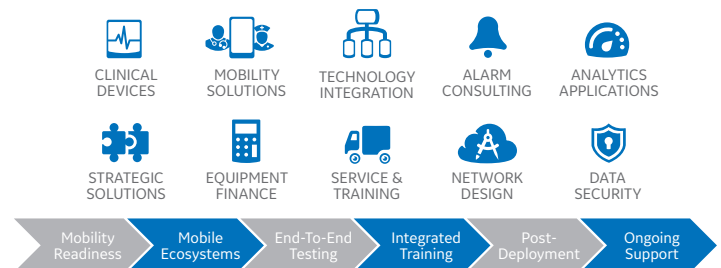 CLINICAL
DEVICES
MOBILITY
SOLUTIONS
TECHNOLOGY
INTEGRATION
ALARM
CONSULTING
ANALYTICS
APPLICATIONS
STRATEGIC
SOLUTIONS
EQUIPMENT
FINANCE
SERVICE &
TRAINING
NETWORK
DESIGN
DATA
SECURITY
Mobility
Readiness
Mobile
Ecosystems
End-To-End
Testing
Integrated
Training
Post-
Deployment
Ongoing
Support